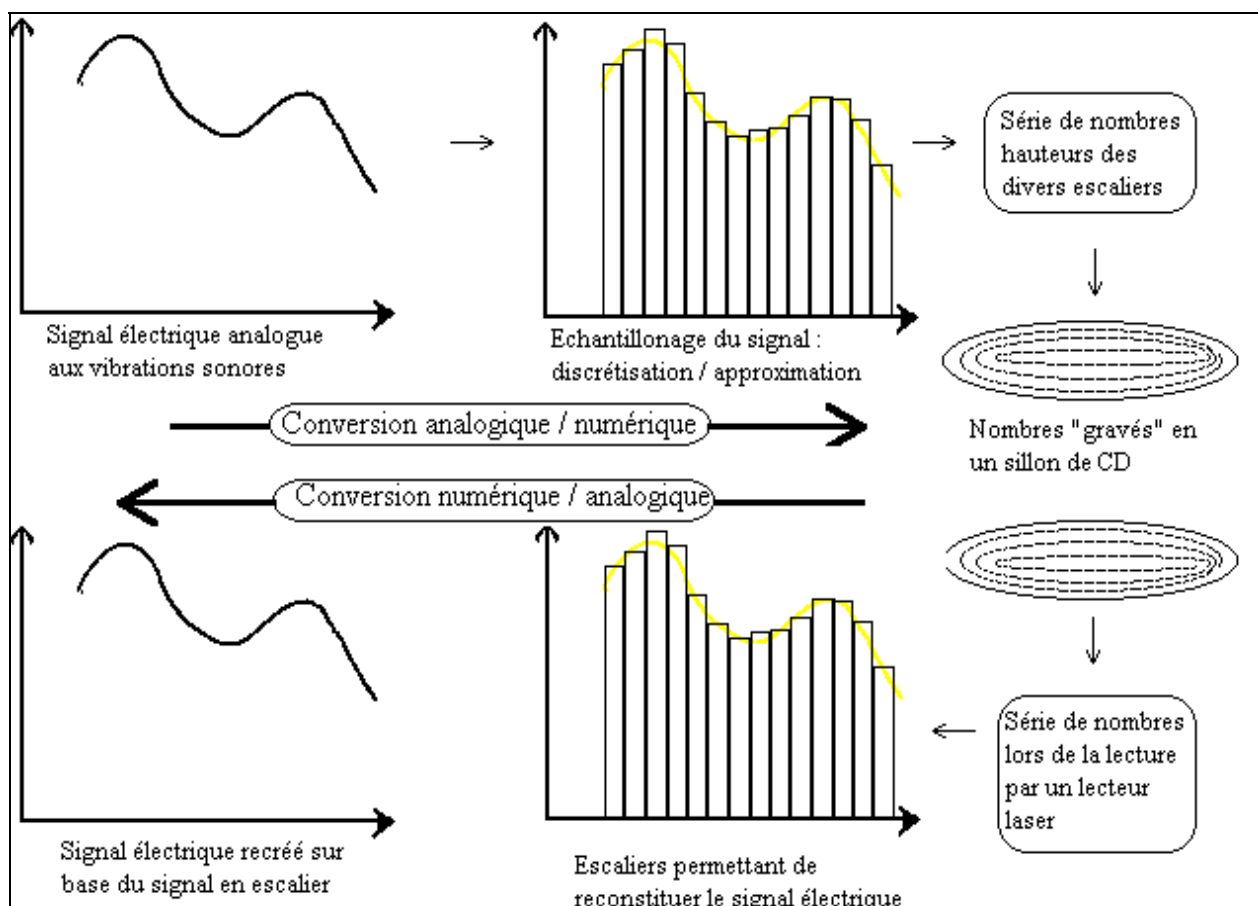 Série de nombres
hauteurs des
divers escaliers
Signal électrique analogue
aux vibrations sonores
Echantillonage du signal :
discrétisation / approximation
Conversion analogique / numérique
Nombres "gravés" en
un sillon de CD
Conversion numérique / analogique
Série de nombres
lors de la lecture
par un lecteur
laser
Signal électrique recréé sur
base du signal en escalier
Escaliers permettant de
reconstituer le signal électrique